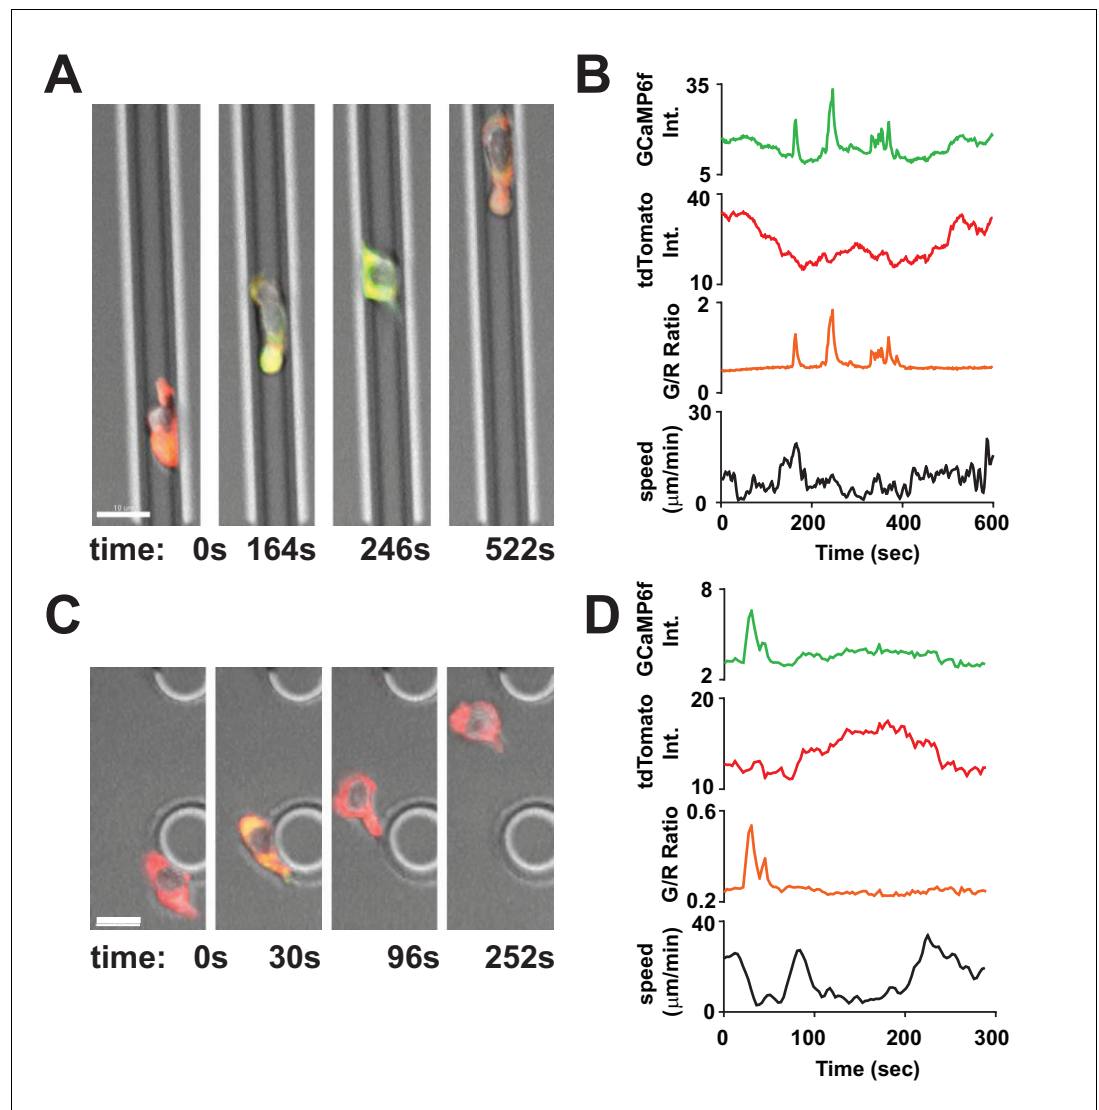 A
10 µm
time: 0s 164s 246s 522s
B
GCaMP6f
Int.
35
5
tdTomato
Int.
40
10
G/R Ratio
2
0
speed
(μm/min)
30
0
0 200 400 600
Time (sec)
C
time: 0s 30s 96s 252s
D
GCaMP6f
Int.
8
2
tdTomato
Int.
20
10
G/R Ratio
0.6
0.2
speed
(μm/min)
40
0
0 100 200 300
Time (sec)